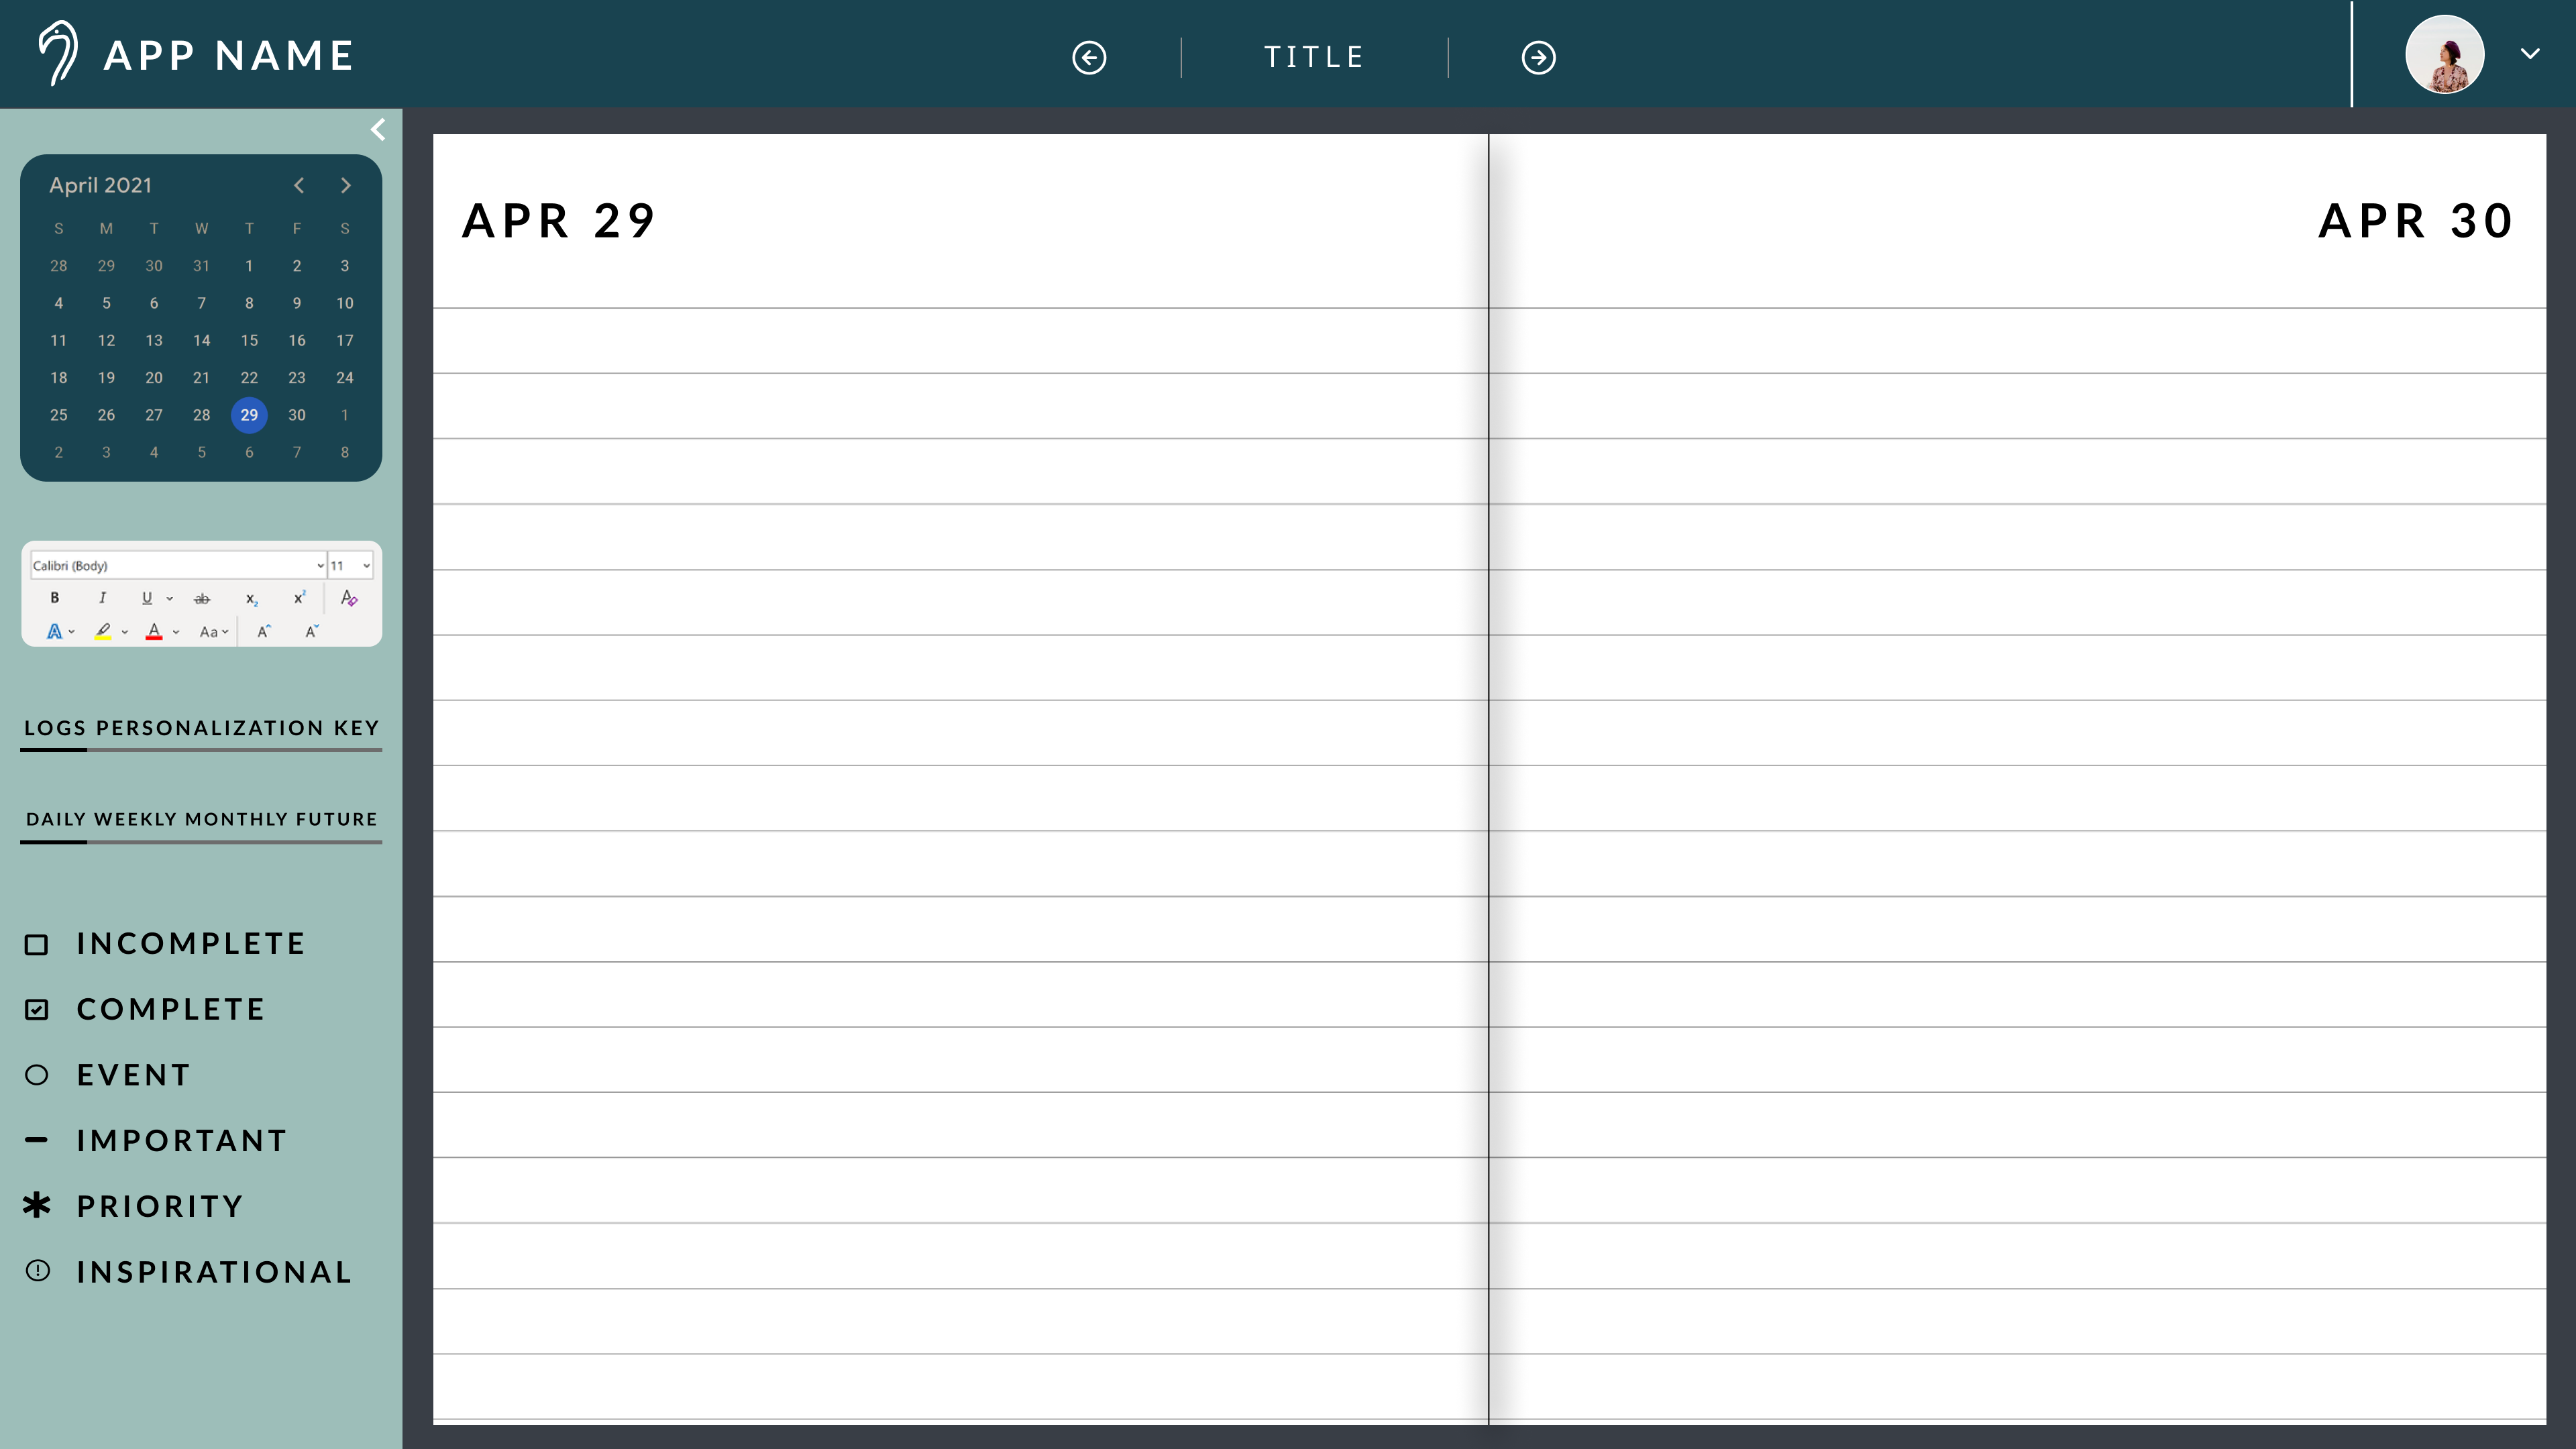 APP NAME
TITLE
April 2021
S M T W T F S
28 29 30 31 1 2 3
4 5 6 7 8 9 10
11 12 13 14 15 16 17
18 19 20 21 22 23 24
25 26 27 28 29 30 1
2 3 4 5 6 7 8
Calibri (Body) 11
B I U ab x₂ x² A
A A Aa A A
LOGS PERSONALIZATION KEY
DAILY WEEKLY MONTHLY FUTURE
INCOMPLETE
COMPLETE
EVENT
IMPORTANT
PRIORITY
INSPIRATIONAL
APR 29
APR 30